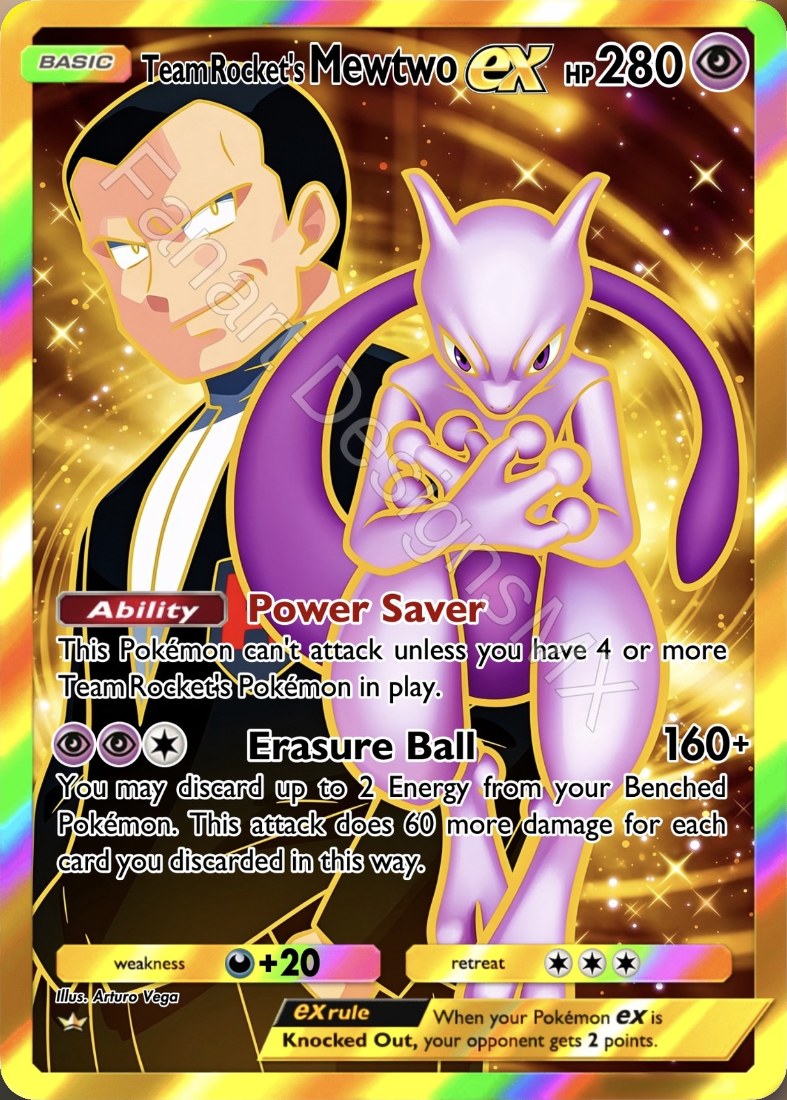 BASIC Team Rocket's Mewtwo ex HP 280
Fanart DesignsMX
Ability Power Saver
This Pokémon can't attack unless you have 4 or more
Team Rocket's Pokémon in play.
Erasure Ball 160+
You may discard up to 2 Energy from your Benched
Pokémon. This attack does 60 more damage for each
card you discarded in this way.
weakness +20 retreat
Illus. Arturo Vega
ex rule When your Pokémon ex is
Knocked Out, your opponent gets 2 points.